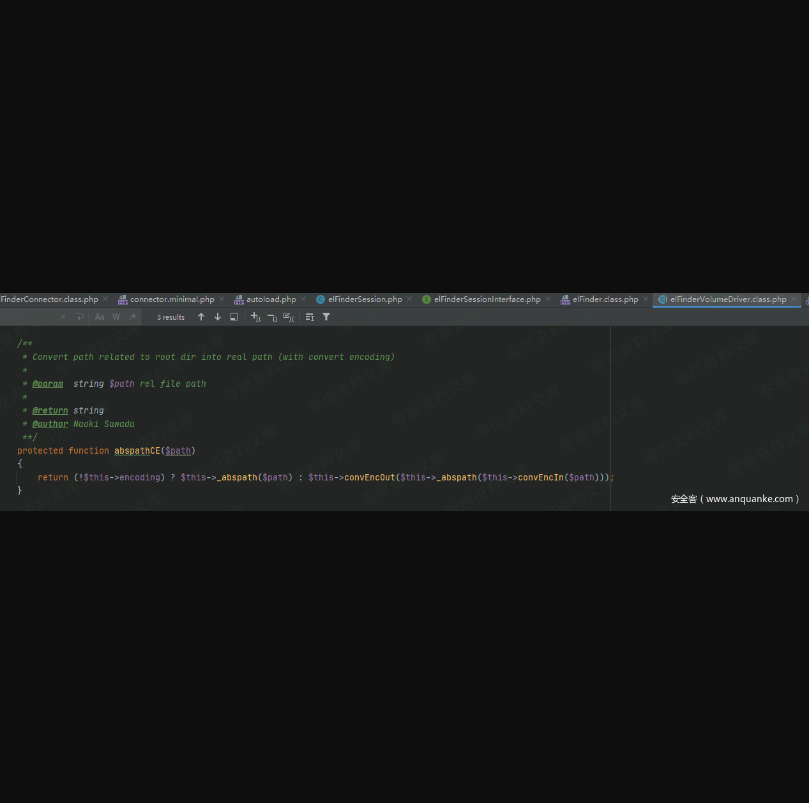 FinderConnector.class.php × connector.minimal.php × autoload.php × elFinderSession.php × elFinderSessionInterface.php × elFinder.class.php × elFinderVolumeDriver.class.php ×
× Aa W .* 3 results
/**
* Convert path related to root dir into real path (with convert encoding)
*
* @param string $path rel file path
*
* @return string
* @author Naoki Sawada
**/
protected function abspathCE($path)
{
return (!$this->encoding) ? $this->_abspath($path) : $this->convEncOut($this->_abspath($this->convEncIn($path)));
}
安全客（www.anquanke.com）